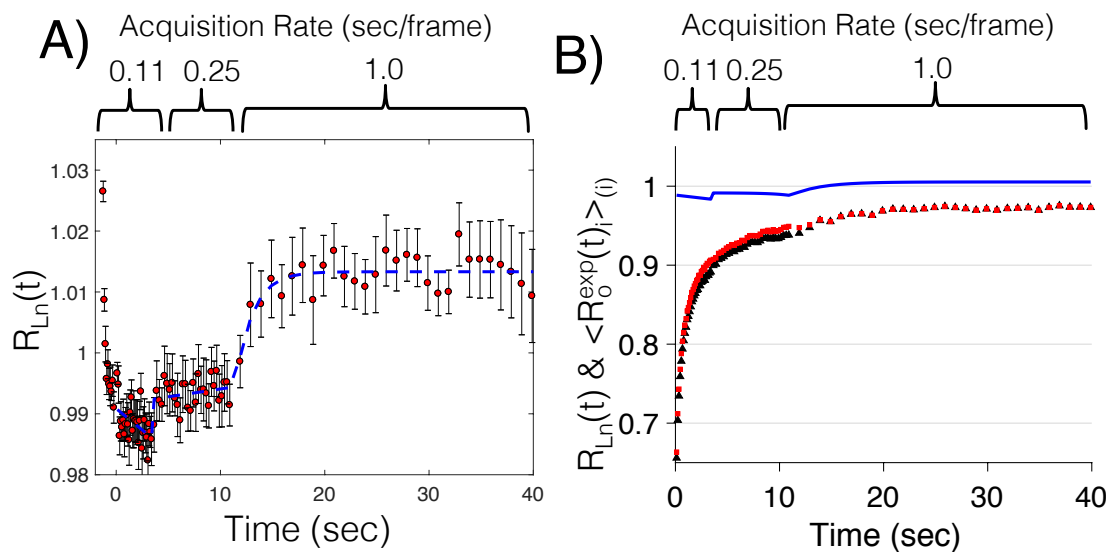 A)
Acquisition Rate (sec/frame)
0.11 0.25 1.0
R_Ln(t)
1.03
1.02
1.01
1
0.99
0.98
0 10 20 30 40
Time (sec)
B)
Acquisition Rate (sec/frame)
0.11 0.25 1.0
R_Ln(t) & <R_o^exp(t)_i>_(i)
1
0.9
0.8
0.7
0 10 20 30 40
Time (sec)